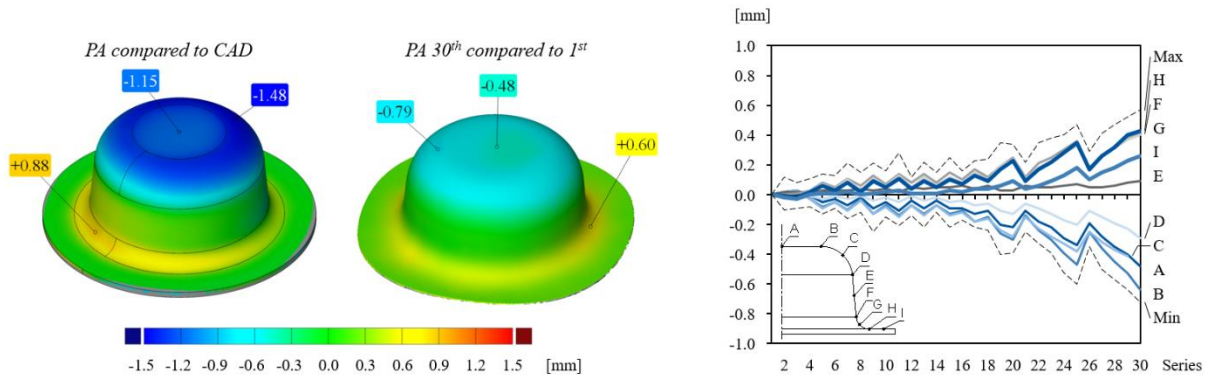 PA compared to CAD
PA 30th compared to 1st
-1.15
-1.48
+0.88
-0.48
-0.79
+0.60
-1.5 -1.2 -0.9 -0.6 -0.3 0.0 0.3 0.6 0.9 1.2 1.5 [mm]
[mm]
1.0
0.8
0.6
0.4
0.2
0.0
-0.2
-0.4
-0.6
-0.8
-1.0
Max
H
F
G
I
E
D
C
A
B
Min
A
B
C
D
E
F
G
H
I
2 4 6 8 10 12 14 16 18 20 22 24 26 28 30 Series